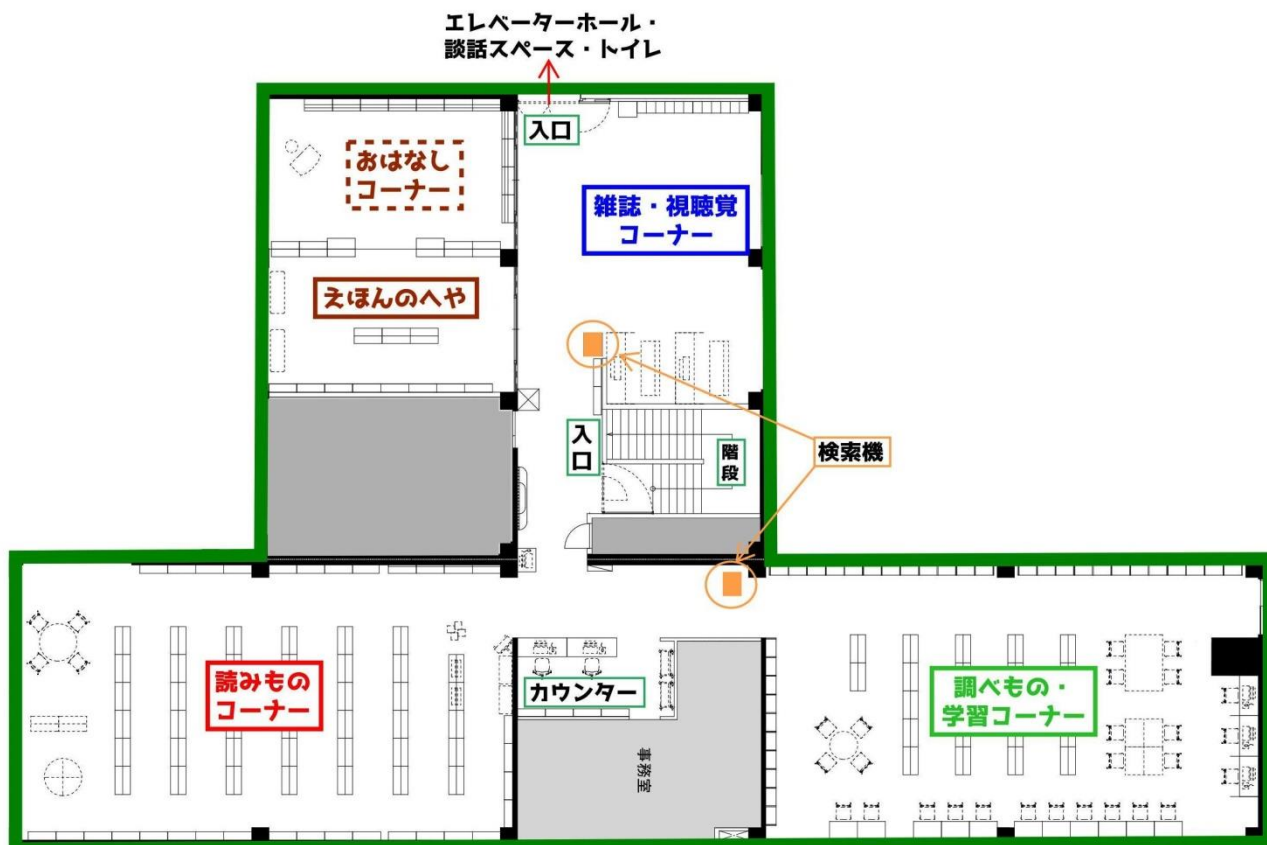 エレベーターホール・
談話スペース・トイレ
入口
おはなし
コーナー
雑誌・視聴覚
コーナー
えほんのへや
入口
階段
検索機
読みもの
コーナー
カウンター
調べもの・
学習コーナー
事務室